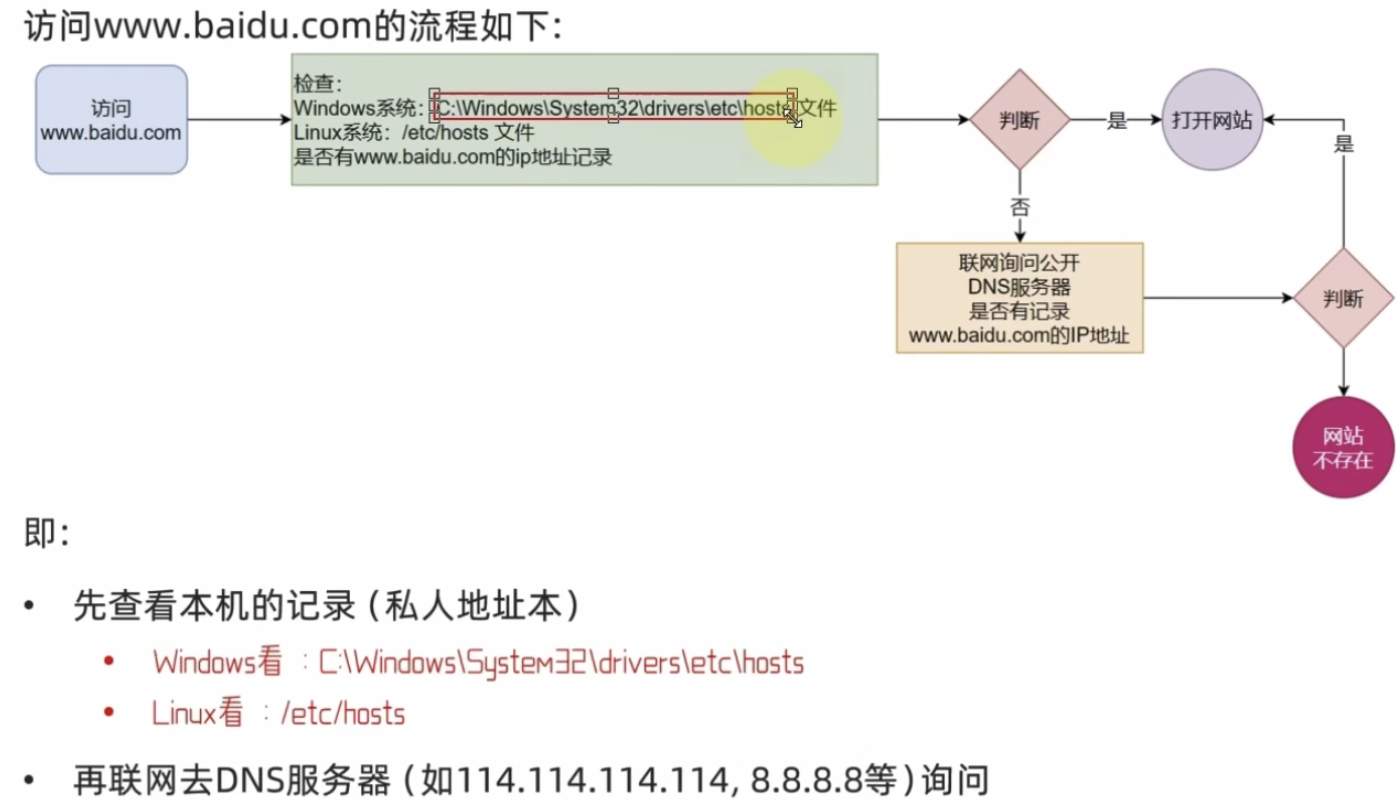 访问www.baidu.com的流程如下：
访问
www.baidu.com
检查：
Windows系统：C:\Windows\System32\drivers\etc\hosts 文件
Linux系统：/etc/hosts 文件
是否有www.baidu.com的ip地址记录
判断
是
打开网站
是
否
联网询问公开
DNS服务器
是否有记录
www.baidu.com的IP地址
判断
网站
不存在
即：
• 先查看本机的记录（私人地址本）
• Windows看 ：C:\Windows\System32\drivers\etc\hosts
• Linux看 ：/etc/hosts
• 再联网去DNS服务器（如114.114.114.114, 8.8.8.8等）询问